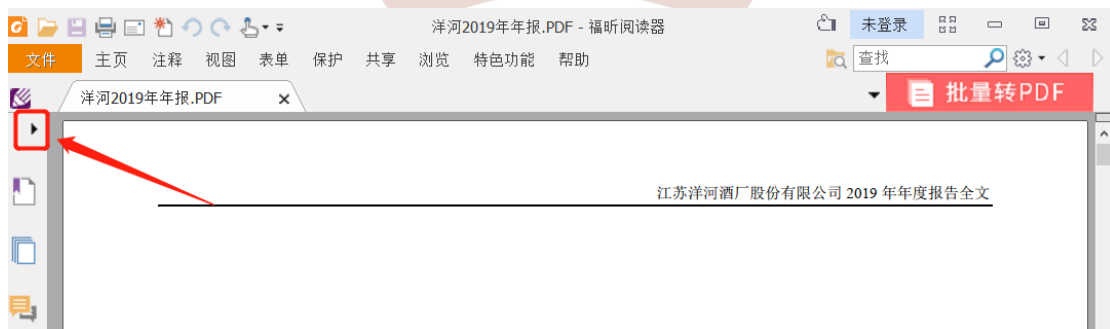 洋河2019年年报.PDF - 福昕阅读器
未登录
文件 主页 注释 视图 表单 保护 共享 浏览 特色功能 帮助
查找
洋河2019年年报.PDF
批量转PDF
江苏洋河酒厂股份有限公司 2019 年年度报告全文